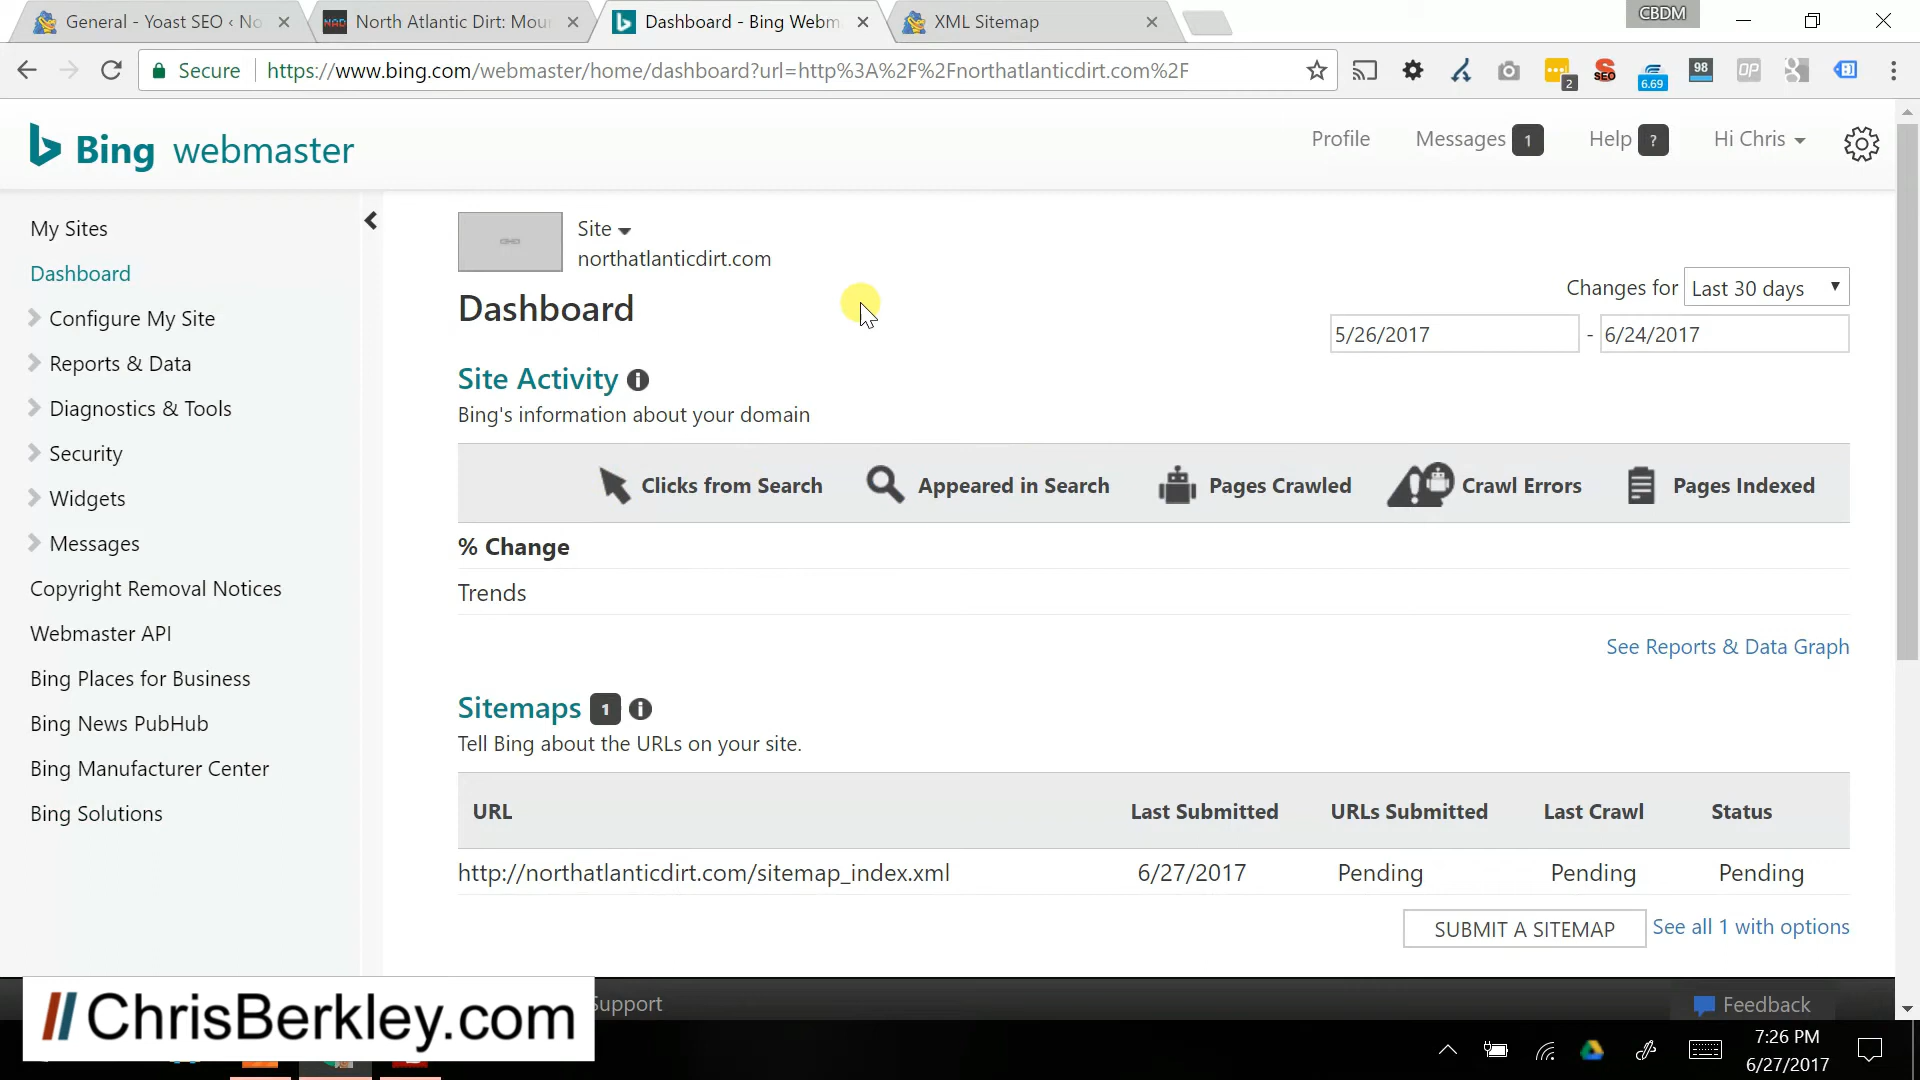 General - Yoast SEO ‹ No
North Atlantic Dirt: Mou
Dashboard - Bing Webm
XML Sitemap
CBDM
Secure
https://www.bing.com/webmaster/home/dashboard?url=http%3A%2F%2Fnorthatlanticdirt.com%2F
2
SEO
6.69
98
OP
Bing webmaster
Profile
Messages 1
Help ?
Hi Chris
My Sites
Dashboard
Configure My Site
Reports & Data
Diagnostics & Tools
Security
Widgets
Messages
Copyright Removal Notices
Webmaster API
Bing Places for Business
Bing News PubHub
Bing Manufacturer Center
Bing Solutions
Site
northatlanticdirt.com
Dashboard
Changes for Last 30 days
5/26/2017 - 6/24/2017
Site Activity
Bing's information about your domain
Clicks from Search Appeared in Search Pages Crawled Crawl Errors Pages Indexed
% Change
Trends
See Reports & Data Graph
Sitemaps 1
Tell Bing about the URLs on your site.
URL Last Submitted URLs Submitted Last Crawl Status
http://northatlanticdirt.com/sitemap_index.xml 6/27/2017 Pending Pending Pending
SUBMIT A SITEMAP See all 1 with options
Support
Feedback
//ChrisBerkley.com
7:26 PM
6/27/2017